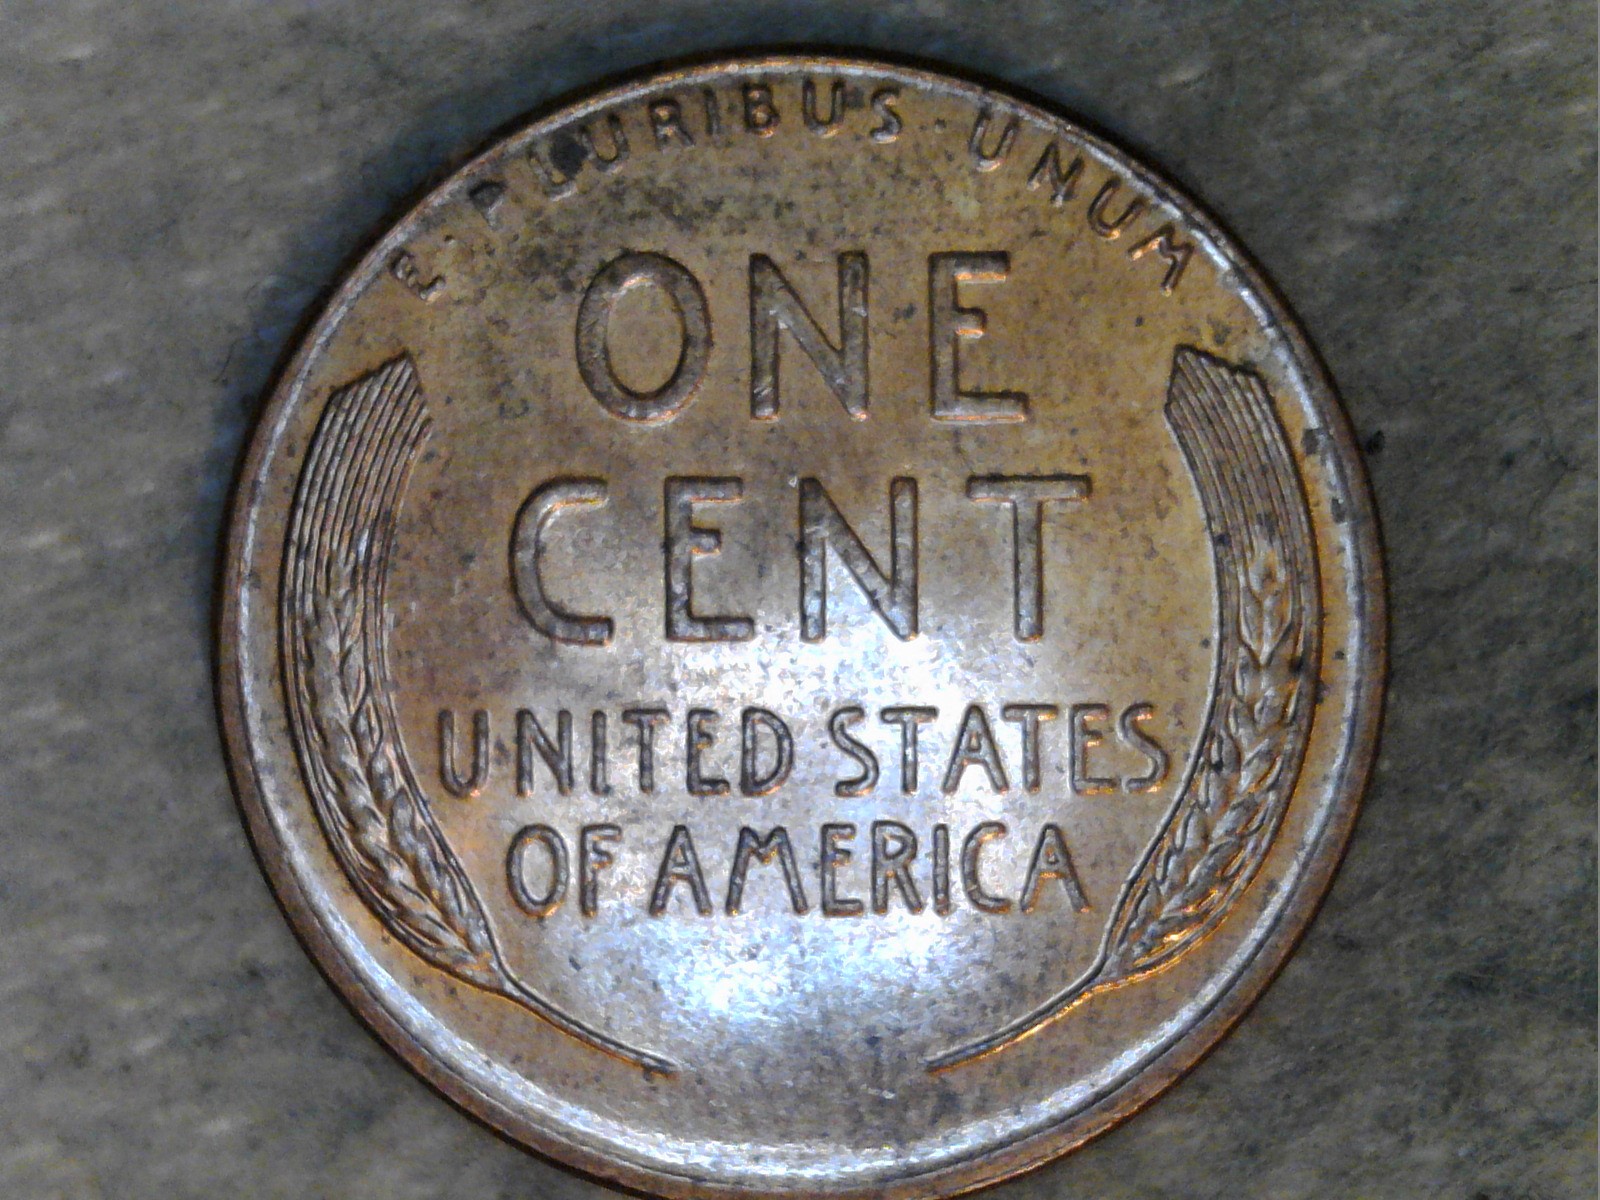 E·PLURIBUS·UNUM
ONE
CENT
UNITED STATES
OF AMERICA